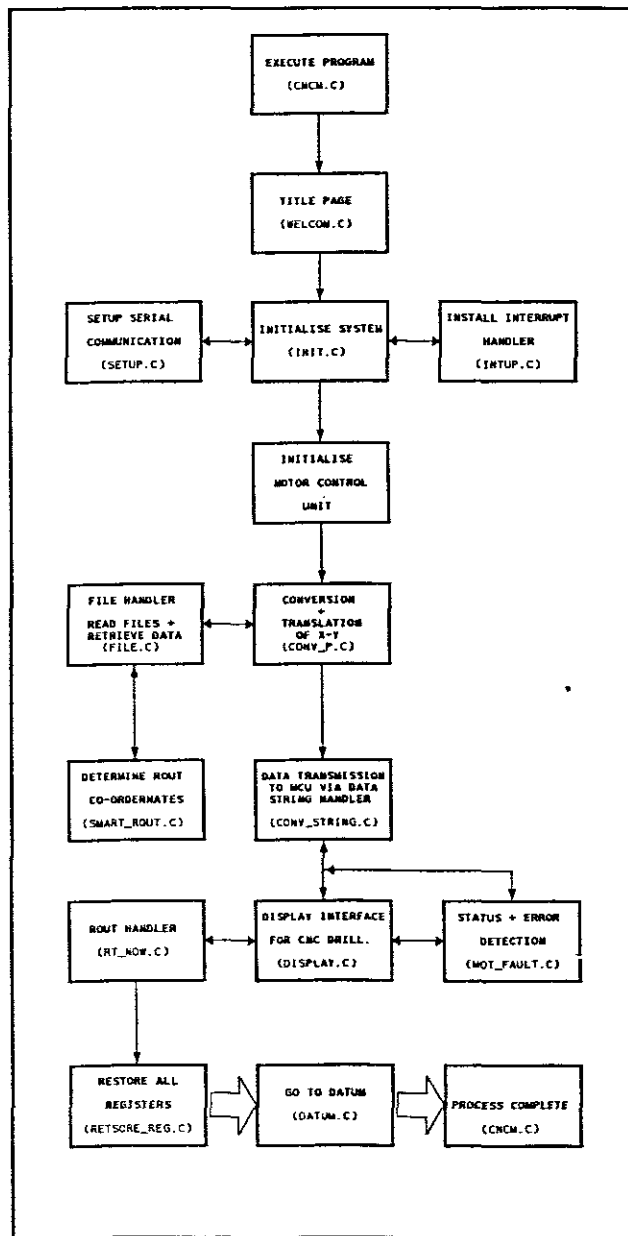 EXECUTE PROGRAM
(CNCM.C)
TITLE PAGE
(WELCOM.C)
SETUP SERIAL
COMMUNICATION
(SETUP.C)
INITIALISE SYSTEM
(INIT.C)
INSTALL INTERRUPT
HANDLER
(INTUP.C)
INITIALISE
MOTOR CONTROL
UNIT
FILE HANDLER
READ FILES +
RETRIEVE DATA
(FILE.C)
CONVERSION
+
TRANSLATION
OF X-Y
(CONV_P.C)
DETERMINE ROUT
CO-ORDERNATES
(SMART_ROUT.C)
DATA TRANSMISSION
TO MCU VIA DATA
STRING HANDLER
(CONV_STRING.C)
ROUT HANDLER
(RT_NOW.C)
DISPLAY INTERFACE
FOR CNC DRILL.
(DISPLAY.C)
STATUS + ERROR
DETECTION
(MOT_FAULT.C)
RESTORE ALL
REGISTERS
(RETSORE_REG.C)
GO TO DATUM
(DATUM.C)
PROCESS COMPLETE
(CNCM.C)